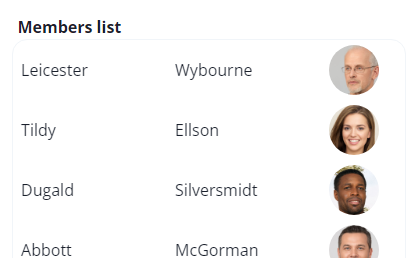 Members list
Leicester Wybourne
Tildy Ellson
Dugald Silversmidt
Abbott McGorman